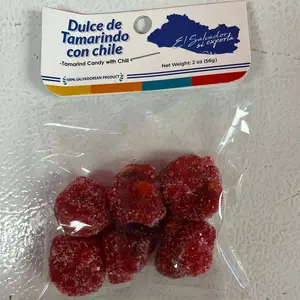 Dulce de
Tamarindo
con chile
•Tamarind Candy with Chili
100% SALVADOREAN PRODUCT
El Salvador
sí exporta
Net Weight: 2 oz (56g)